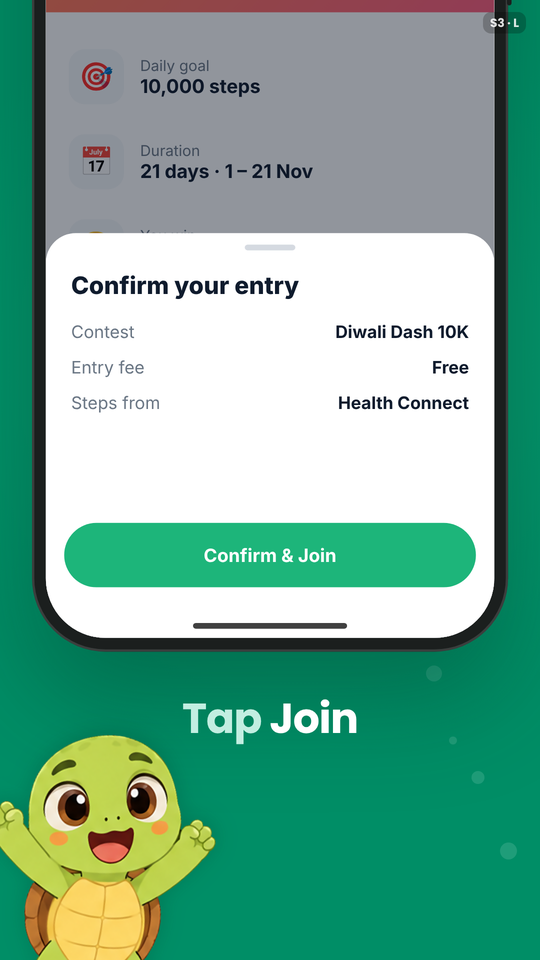 S3 · L
Daily goal
10,000 steps
July
17
Duration
21 days · 1 – 21 Nov
Confirm your entry
Contest Diwali Dash 10K
Entry fee Free
Steps from Health Connect
Confirm & Join
Tap Join